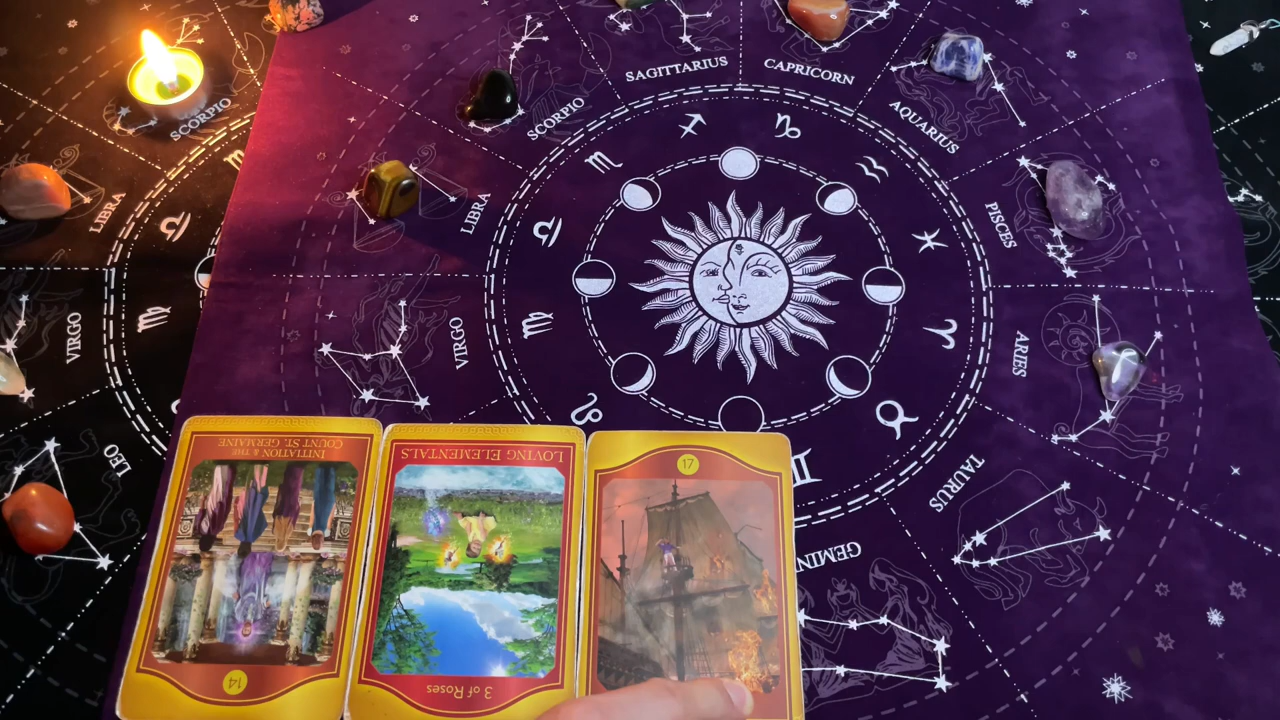 SCORPIO
LIBRA
VIRGO
LEO
SAGITTARIUS
CAPRICORN
SCORPIO
AQUARIUS
LIBRA
PISCES
VIRGO
ARIES
TAURUS
GEMINI
INITIATION & THE
COUNT ST. GERMAINE
14
LOVING ELEMENTALS
3 of Roses
17